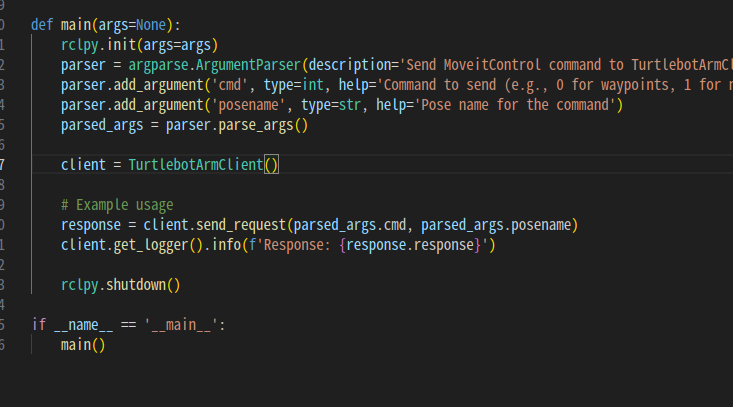 def main(args=None):
rclpy.init(args=args)
parser = argparse.ArgumentParser(description='Send MoveitControl command to TurtlebotArmCl
parser.add_argument('cmd', type=int, help='Command to send (e.g., 0 for waypoints, 1 for
parser.add_argument('posename', type=str, help='Pose name for the command')
parsed_args = parser.parse_args()
client = TurtlebotArmClient()
# Example usage
response = client.send_request(parsed_args.cmd, parsed_args.posename)
client.get_logger().info(f'Response: {response.response}')
rclpy.shutdown()
if __name__ == '__main__':
main()